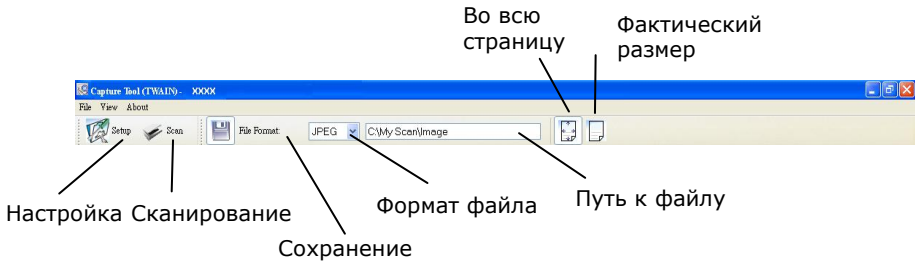 Во всю
страницу
Фактический
размер
Capture Tool (TWAIN) - XXXX
File View About
Setup Scan File Format: JPEG C:\My Scan\Image
Настройка Сканирование
Формат файла
Путь к файлу
Сохранение